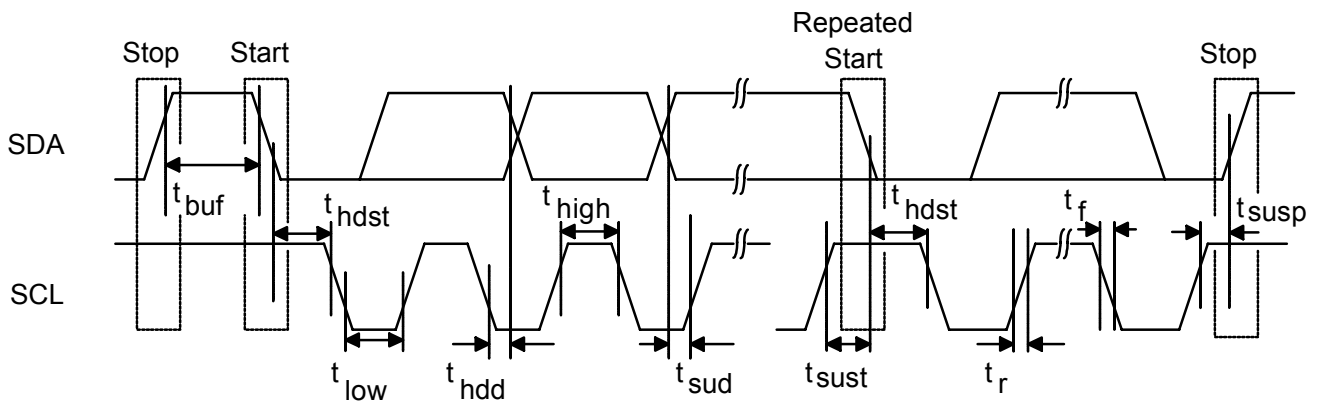 Repeated
Stop Start Start Stop
SDA
t buf t hdst t high t hdst t f t susp
SCL
t low t hdd t sud t sust t r